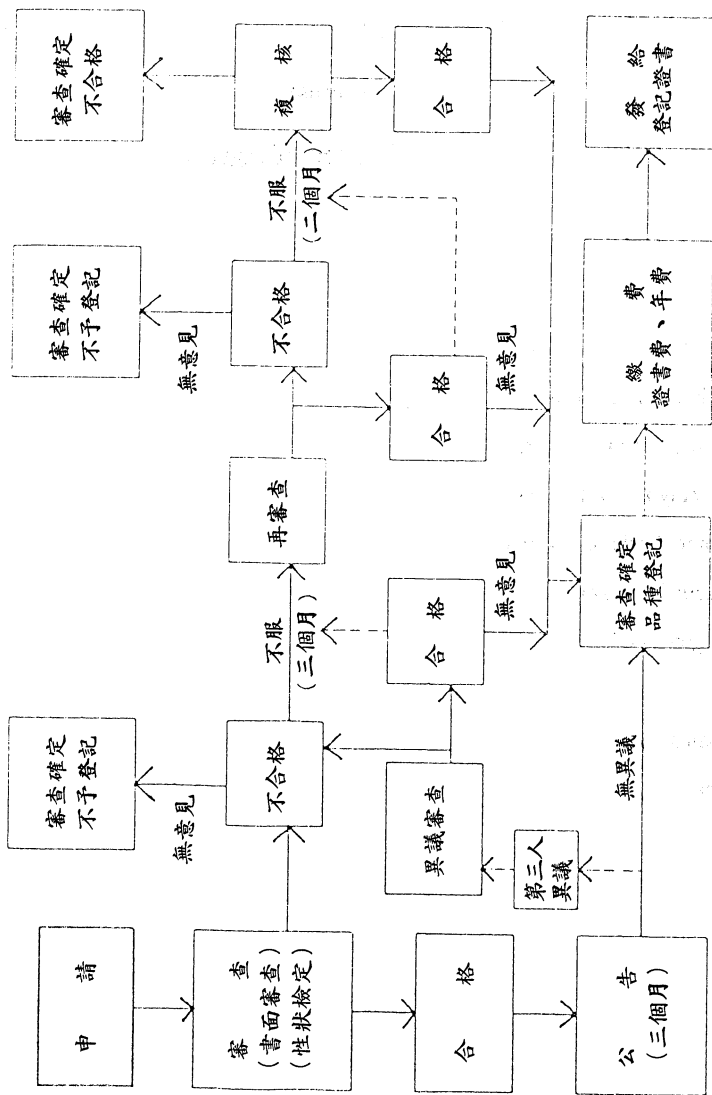 申請
審查
(書面審查)
(性狀檢定)
合格
公告
(三個月)
審查確定
不予登記
無意見
不合格
異議審查
第三人
異議
無異議
不服
(三個月)
合格
無意見
再審查
審查確定
品種登記
審查確定
不予登記
無意見
不合格
合格
無意見
不服
(二個月)
繳費
證書費、年費
審查確定
不合格
複核
合格
發給
登記證書